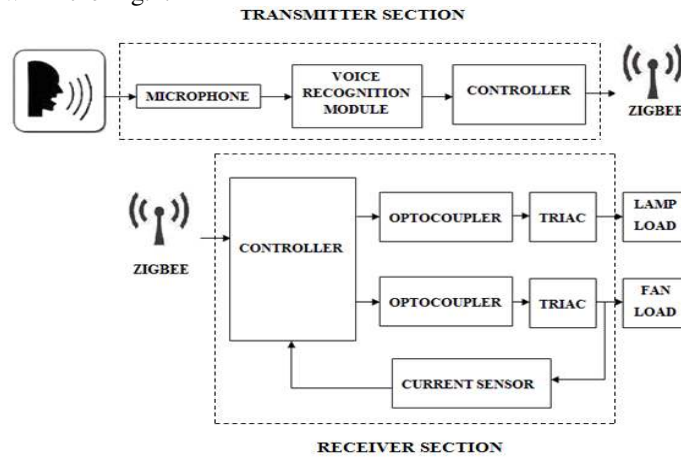 TRANSMITTER SECTION
MICROPHONE
VOICE
RECOGNITION
MODULE
CONTROLLER
ZIGBEE
ZIGBEE
CONTROLLER
OPTOCOUPLER
TRIAC
LAMP
LOAD
OPTOCOUPLER
TRIAC
FAN
LOAD
CURRENT SENSOR
RECEIVER SECTION